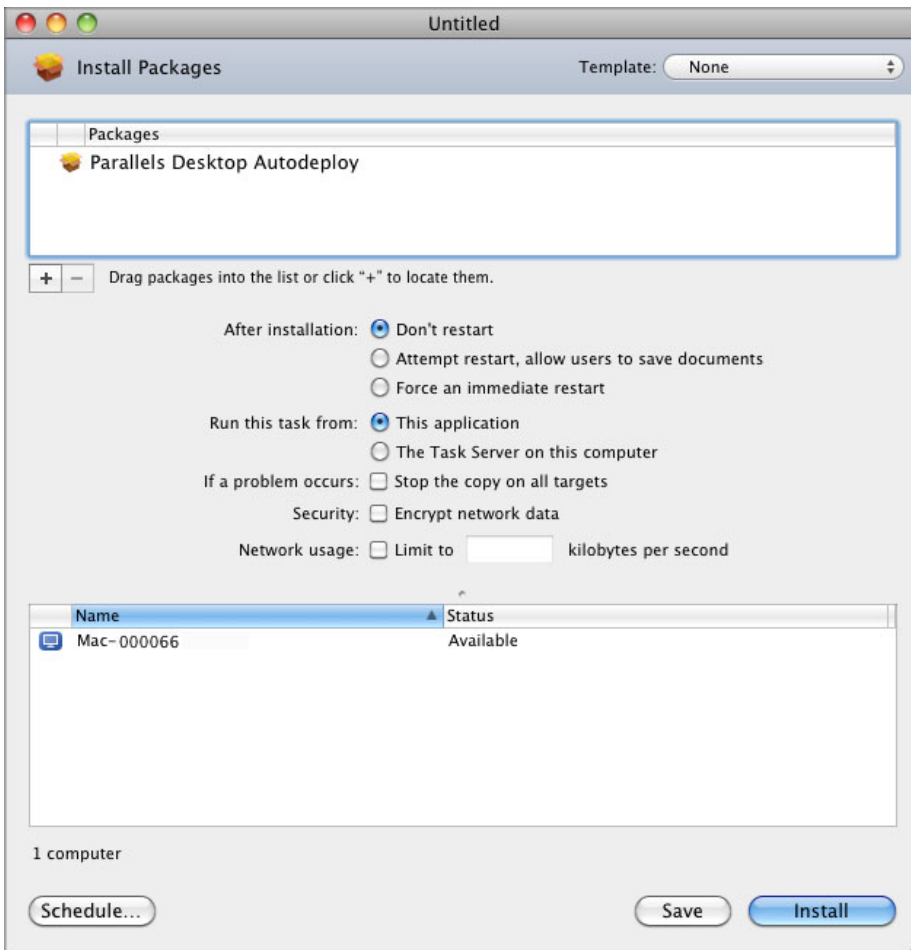 Untitled
Install Packages
Template: None
Packages
Parallels Desktop Autodeploy
+ − Drag packages into the list or click “+” to locate them.
After installation: Don't restart
Attempt restart, allow users to save documents
Force an immediate restart
Run this task from: This application
The Task Server on this computer
If a problem occurs: Stop the copy on all targets
Security: Encrypt network data
Network usage: Limit to kilobytes per second
Name Status
Mac-000066 Available
1 computer
Schedule... Save Install